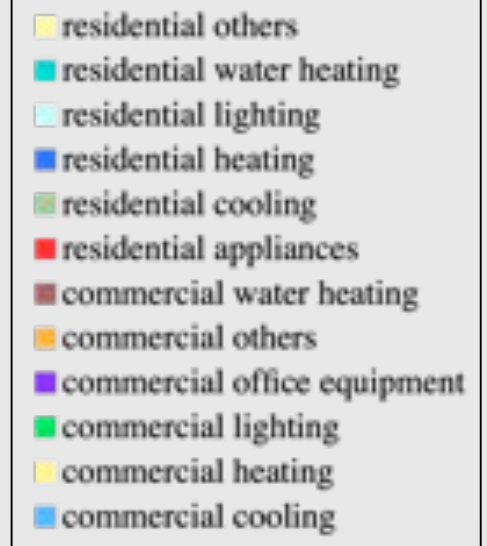 residential others
residential water heating
residential lighting
residential heating
residential cooling
residential appliances
commercial water heating
commercial others
commercial office equipment
commercial lighting
commercial heating
commercial cooling